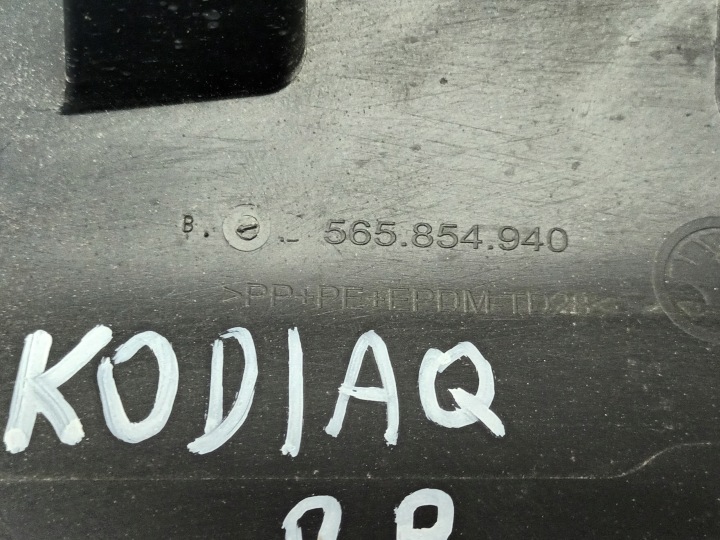 B.
565.854.940
>PP+PE+EPDM-TD28<
KODIAQ